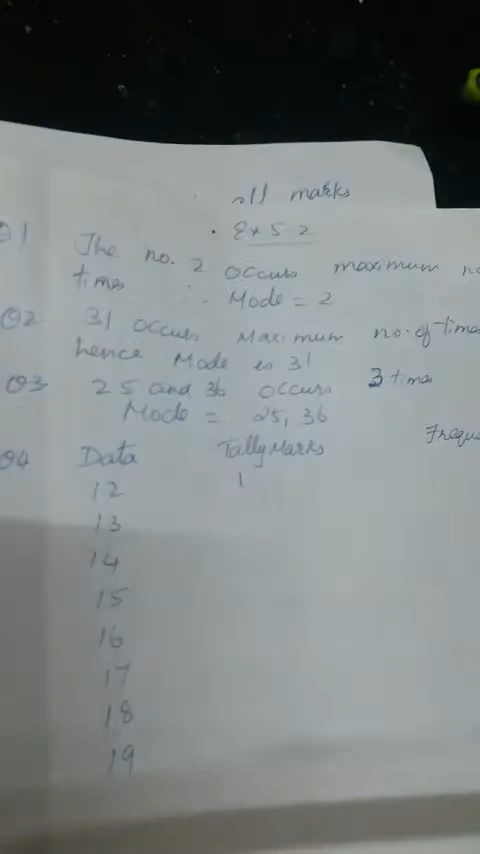 all marks
Ex 5.2
Q1 The no. 2 occurs maximum no
times ∴ Mode = 2
Q2 31 occurs Maximum no. of times
hence Mode is 31
Q3 25 and 36 occurs 3 times
Mode = 25, 36
Q4 Data Tally Marks Freque
12 |
13
14
15
16
17
18
19